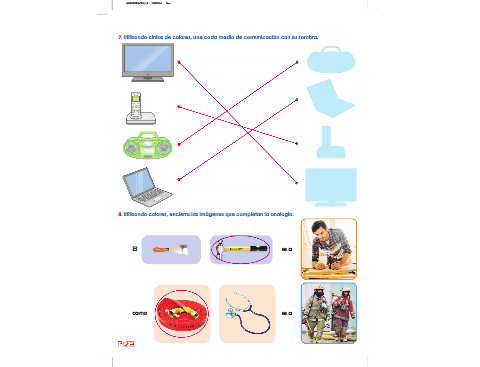 7. Utilizando cintas de colores, une cada medio de comunicación con su sombra.
8. Utilizando colores, encierra las imágenes que completan la analogía.
El
es a
como
es a